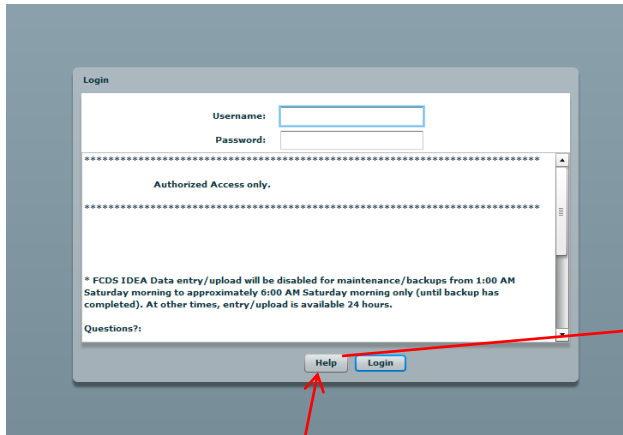 Login
Username:
Password:
****************************************************************************
Authorized Access only.
****************************************************************************
* FCDS IDEA Data entry/upload will be disabled for maintenance/backups from 1:00 AM
Saturday morning to approximately 6:00 AM Saturday morning only (until backup has
completed). At other times, entry/upload is available 24 hours.
Questions?:
Help Login